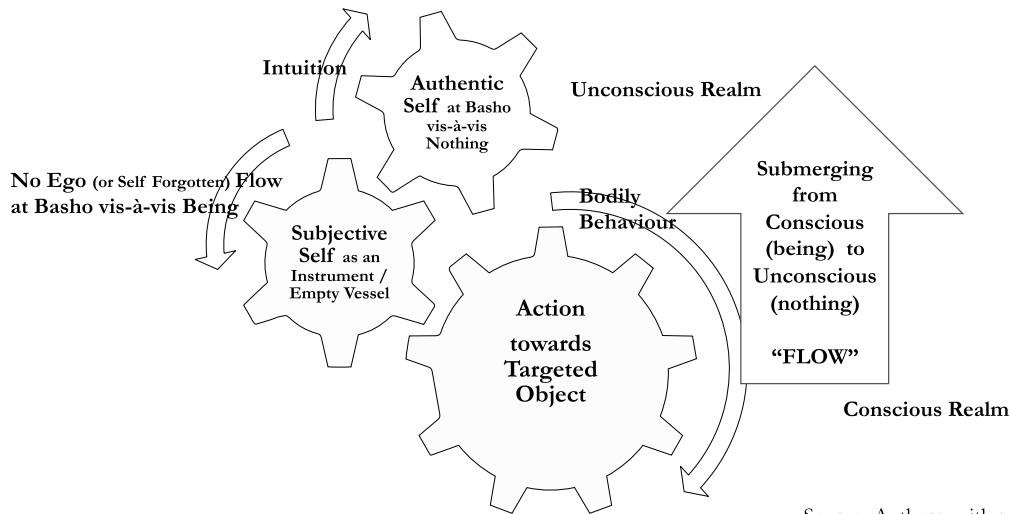 Intuition
Authentic
Self at Basho
vis-à-vis
Nothing
Unconscious Realm
No Ego (or Self Forgotten) Flow
at Basho vis-à-vis Being
Subjective
Self as an
Instrument /
Empty Vessel
Bodily
Behaviour
Action
towards
Targeted
Object
Submerging
from
Conscious
(being) to
Unconscious
(nothing)
“FLOW”
Conscious Realm